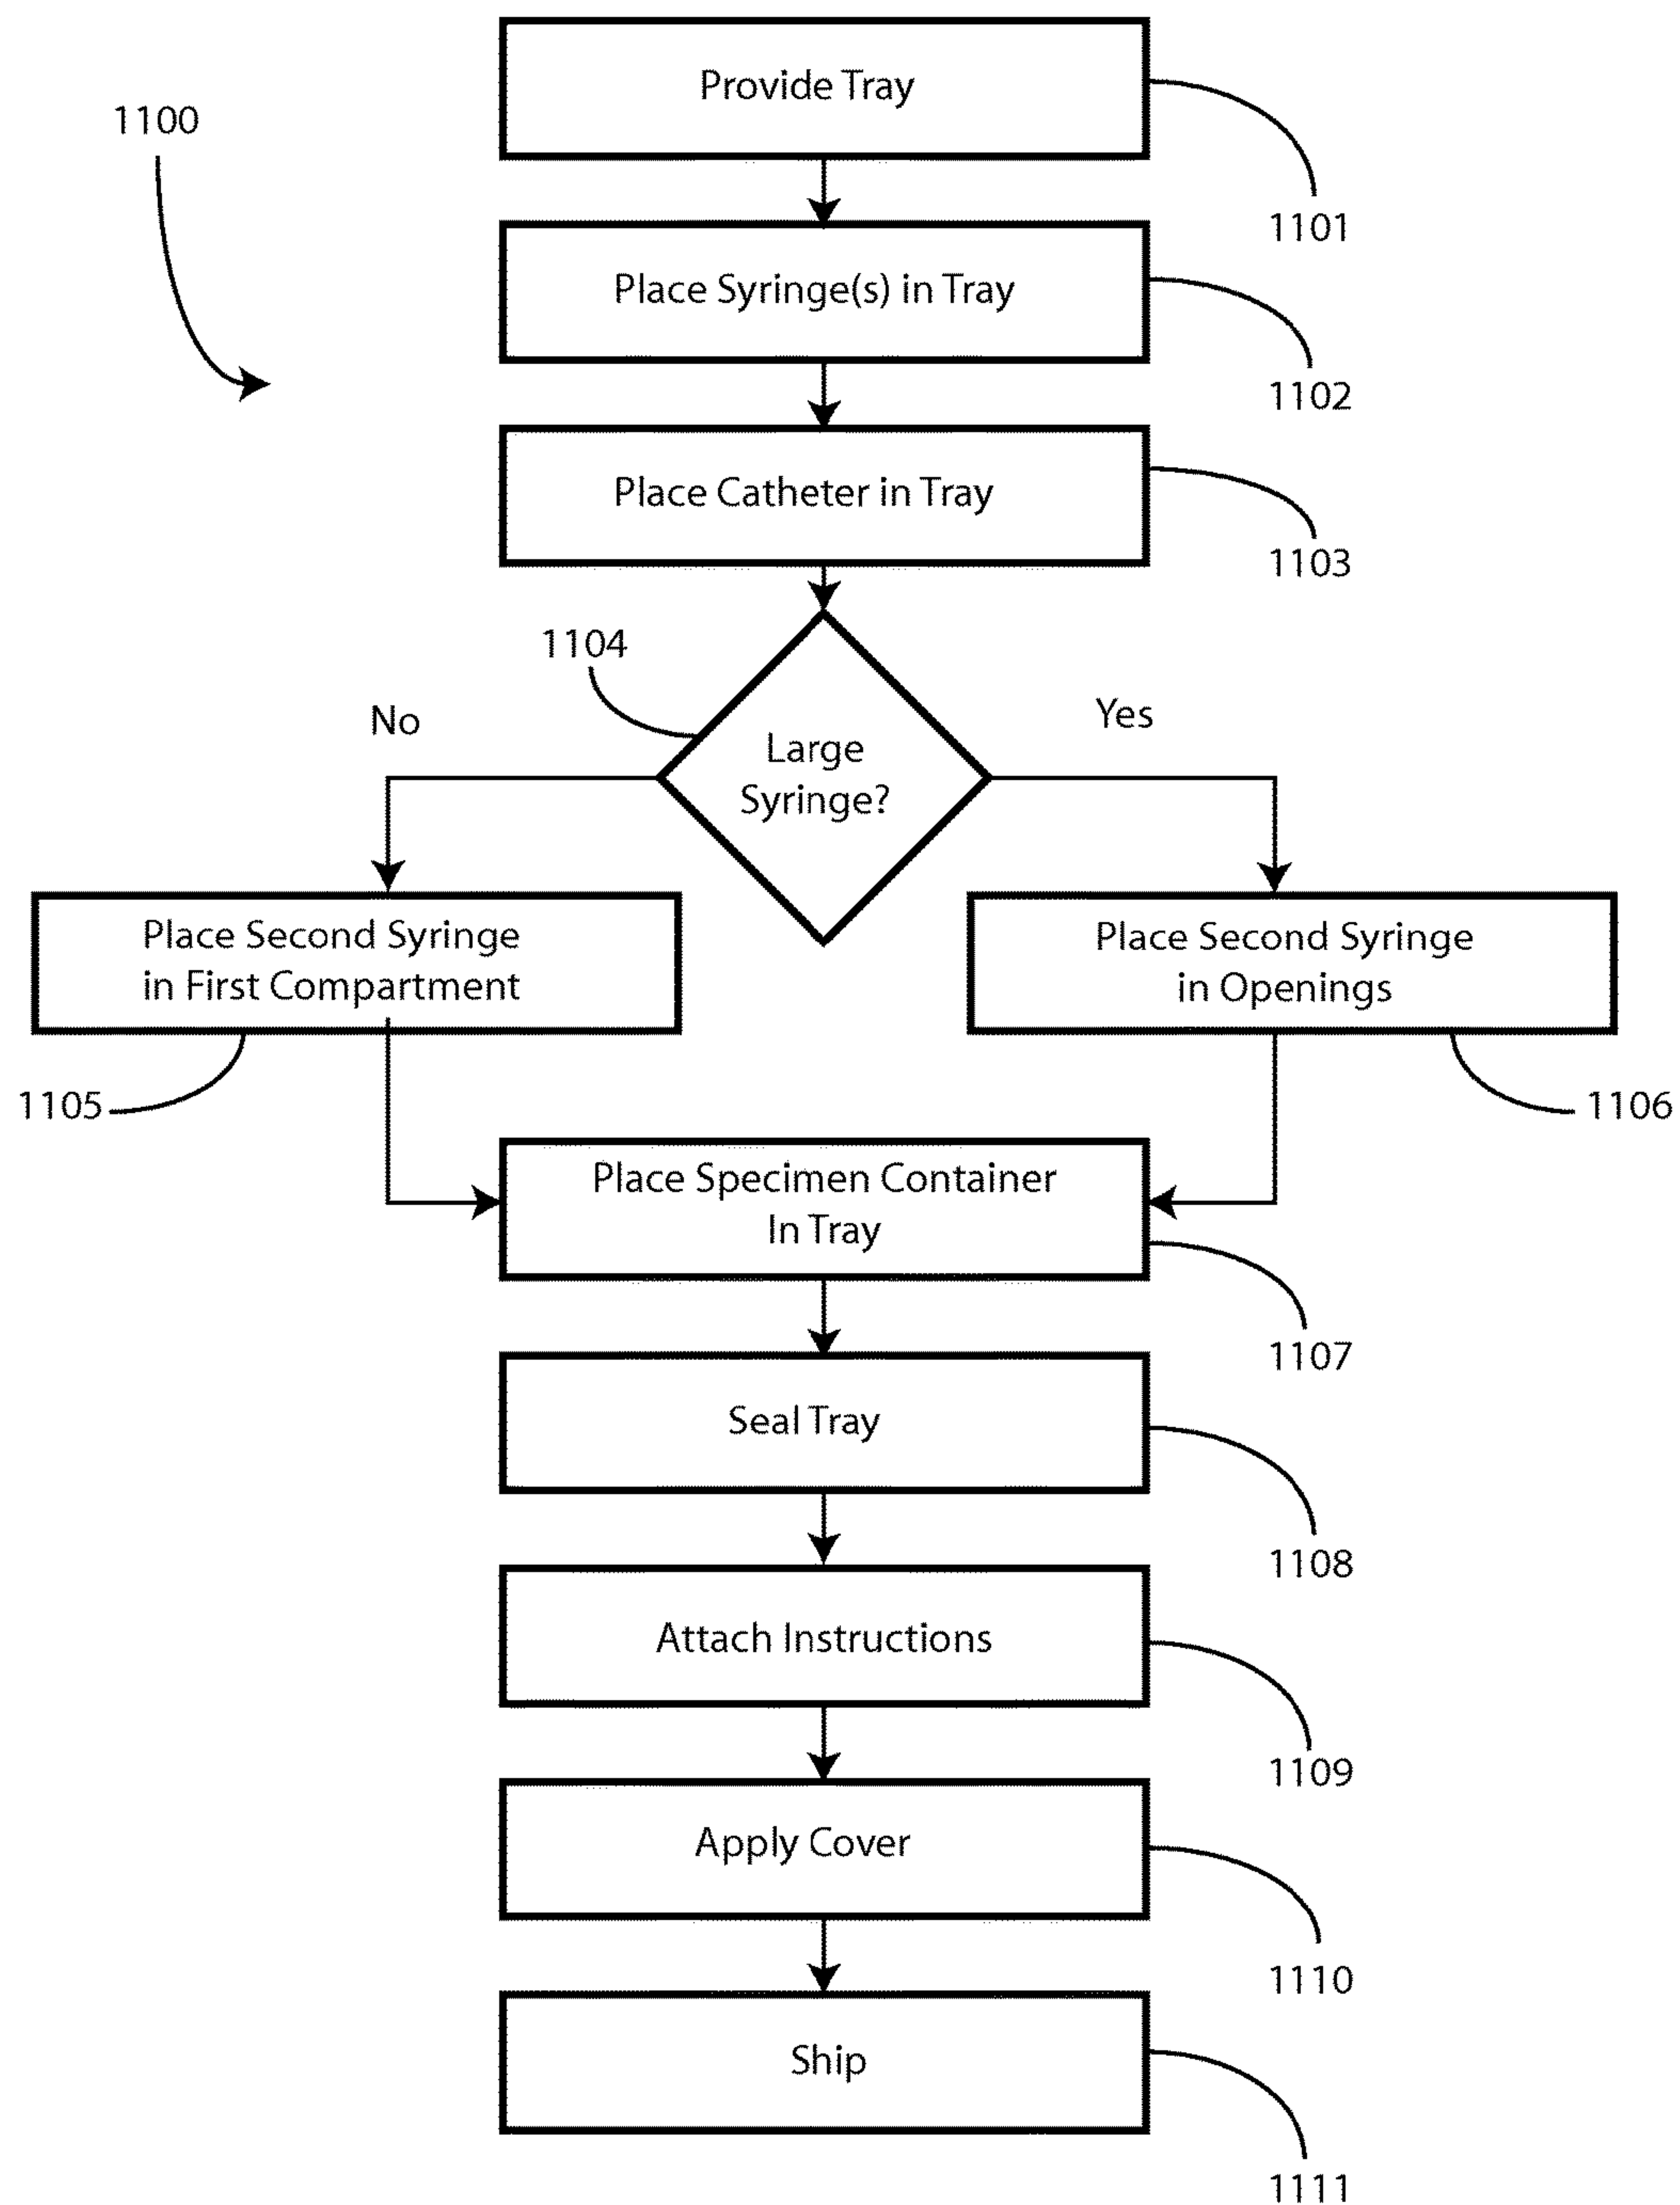 1100
Provide Tray
1101
Place Syringe(s) in Tray
1102
Place Catheter in Tray
1103
1104
No
Yes
Large
Syringe?
Place Second Syringe
in First Compartment
Place Second Syringe
in Openings
1105
1106
Place Specimen Container
In Tray
1107
Seal Tray
1108
Attach Instructions
1109
Apply Cover
1110
Ship
1111